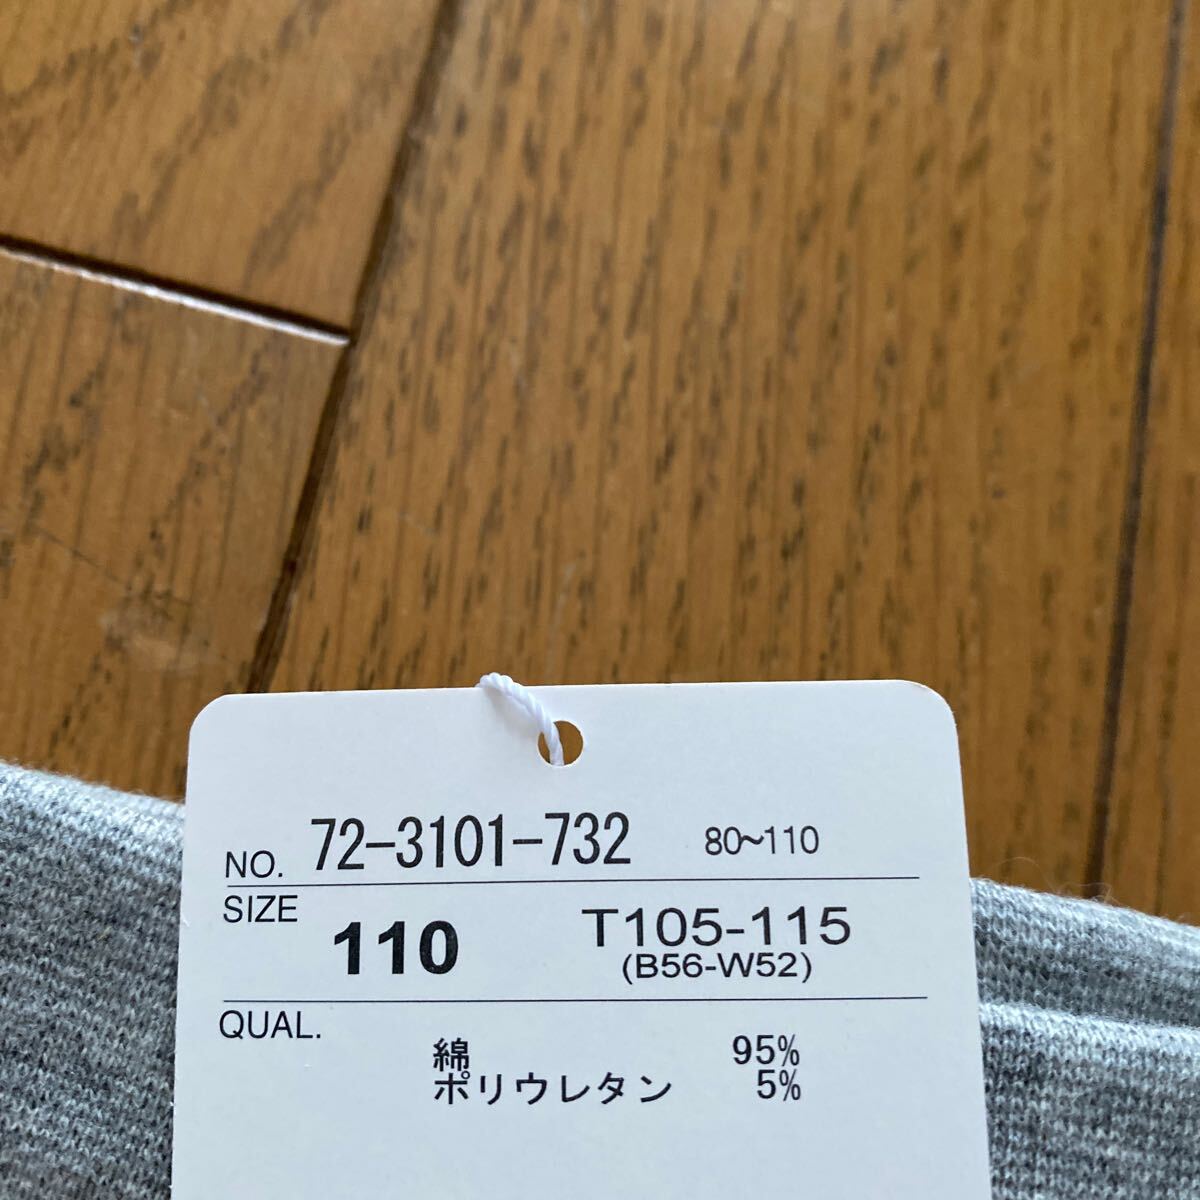 NO. 72-3101-732 80~110
SIZE 110 T105-115
(B56-W52)
QUAL.
綿 95%
ポリウレタン 5%